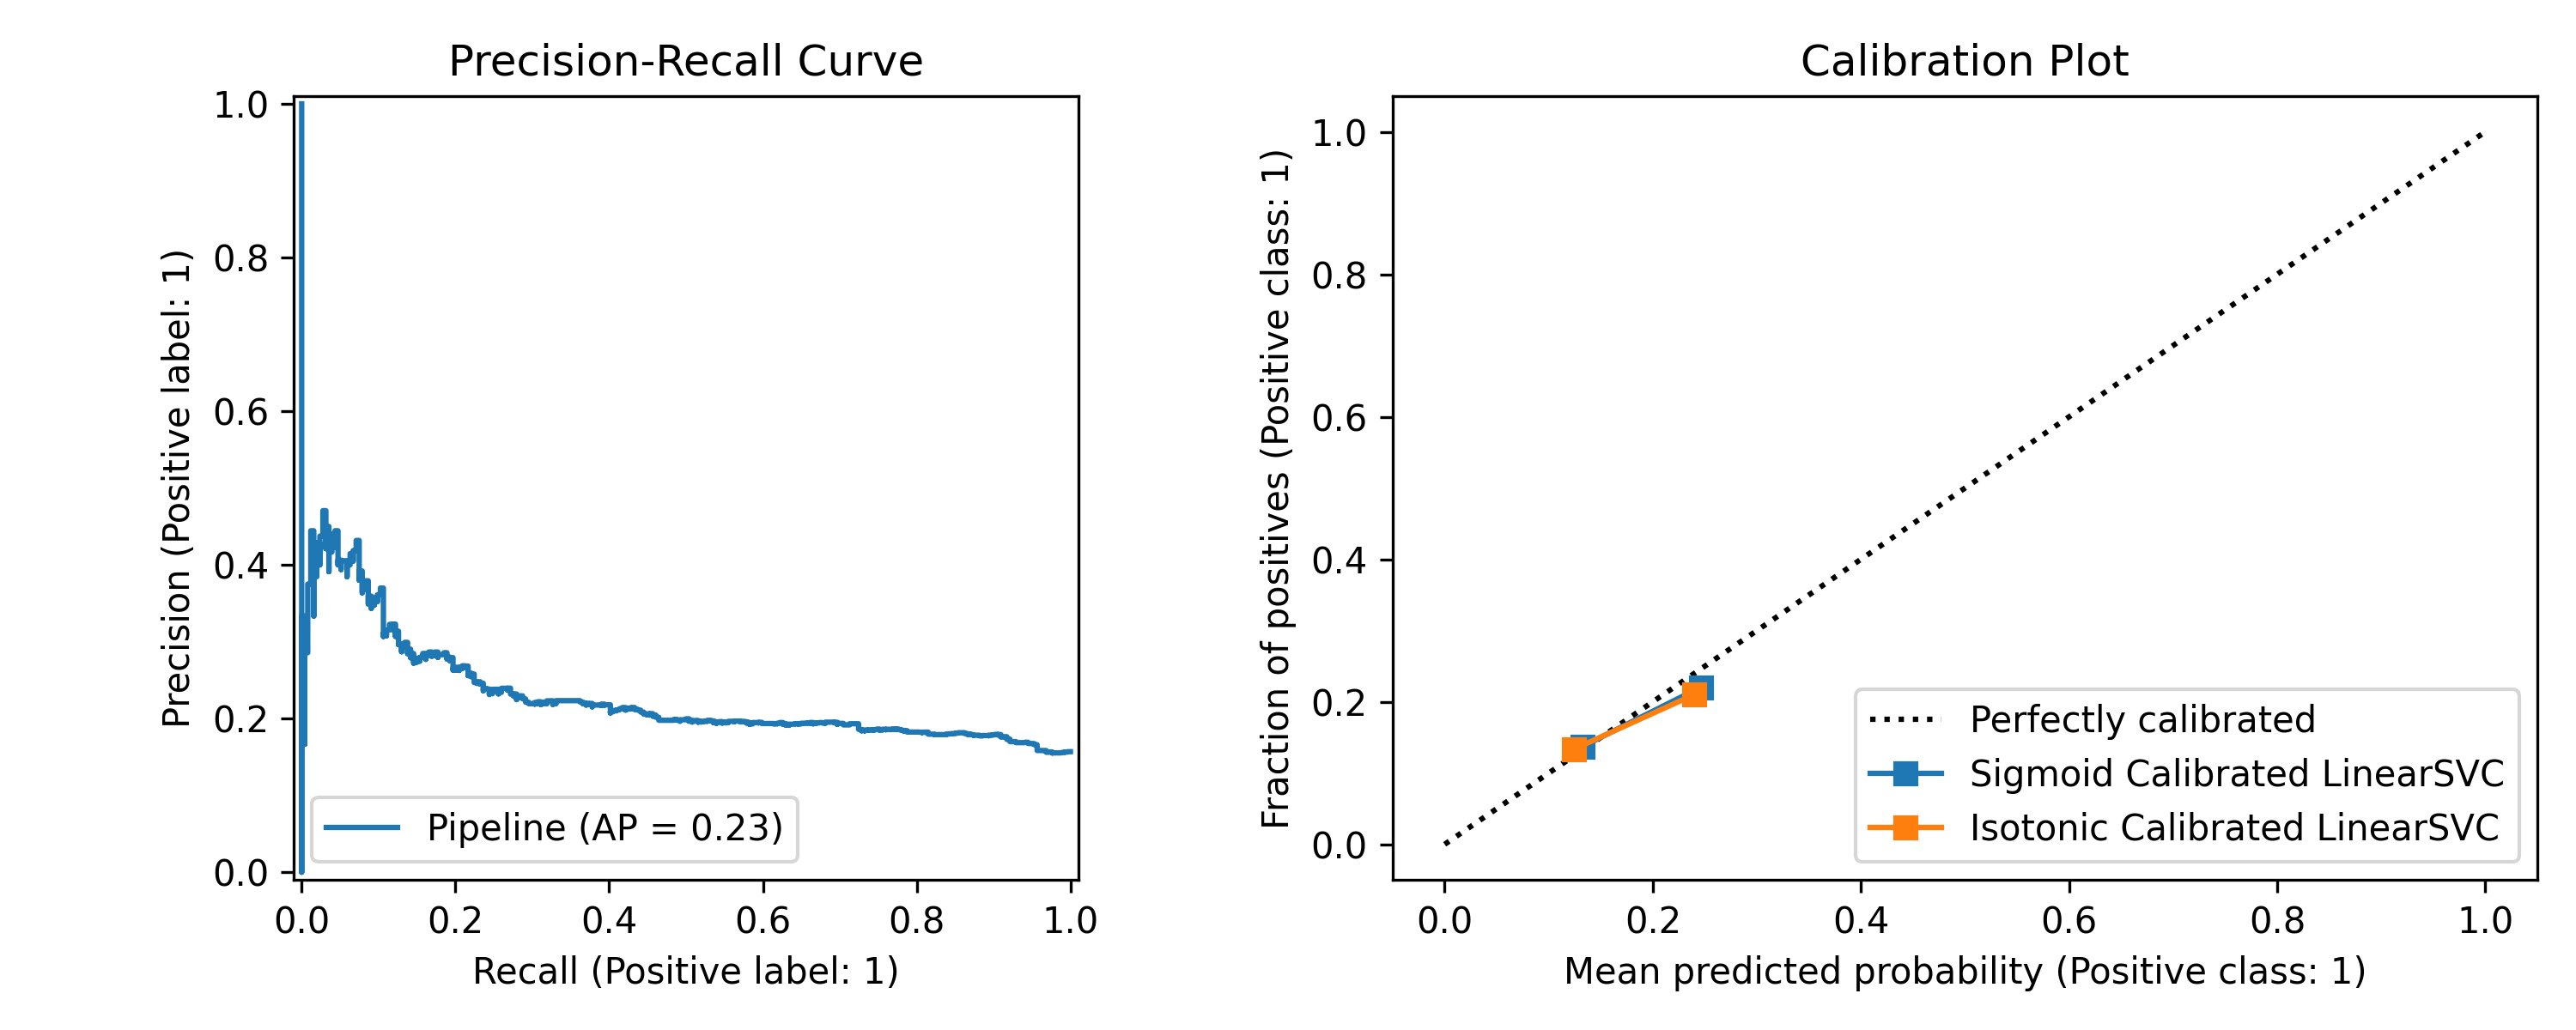 Precision-Recall Curve
1.0
0.8
0.6
0.4
0.2
0.0
Precision (Positive label: 1)
Pipeline (AP = 0.23)
0.0 0.2 0.4 0.6 0.8 1.0
Recall (Positive label: 1)
Calibration Plot
1.0
0.8
0.6
0.4
0.2
0.0
Fraction of positives (Positive class: 1)
Perfectly calibrated
Sigmoid Calibrated LinearSVC
Isotonic Calibrated LinearSVC
0.0 0.2 0.4 0.6 0.8 1.0
Mean predicted probability (Positive class: 1)